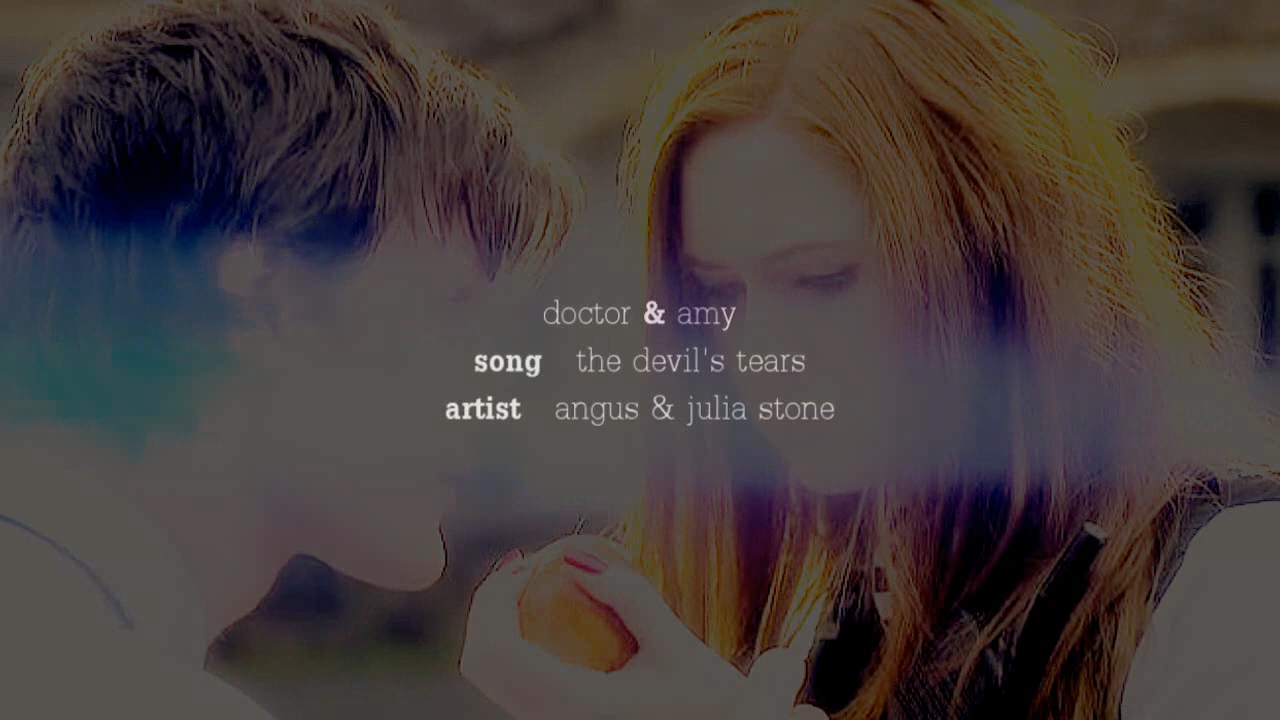 doctor & amy
song the devil's tears
artist angus & julia stone